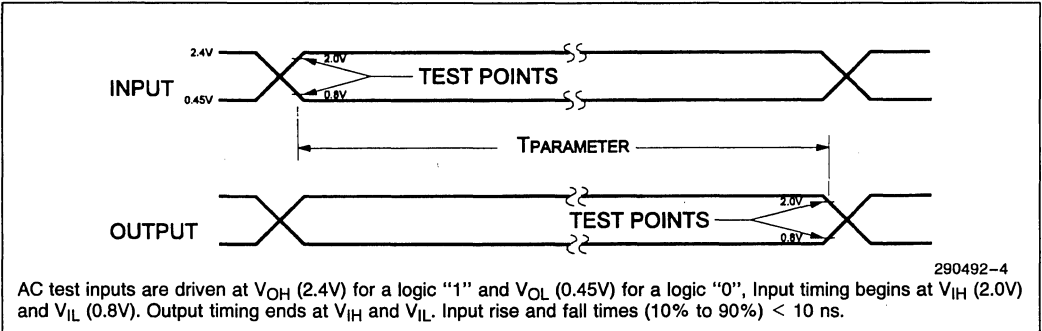 2.4V
2.0V
INPUT
TEST POINTS
0.45V
0.8V
TPARAMETER
2.0V
OUTPUT
TEST POINTS
0.8V
290492–4
AC test inputs are driven at VOH (2.4V) for a logic “1” and VOL (0.45V) for a logic “0”, Input timing begins at VIH (2.0V)
and VIL (0.8V). Output timing ends at VIH and VIL. Input rise and fall times (10% to 90%) < 10 ns.